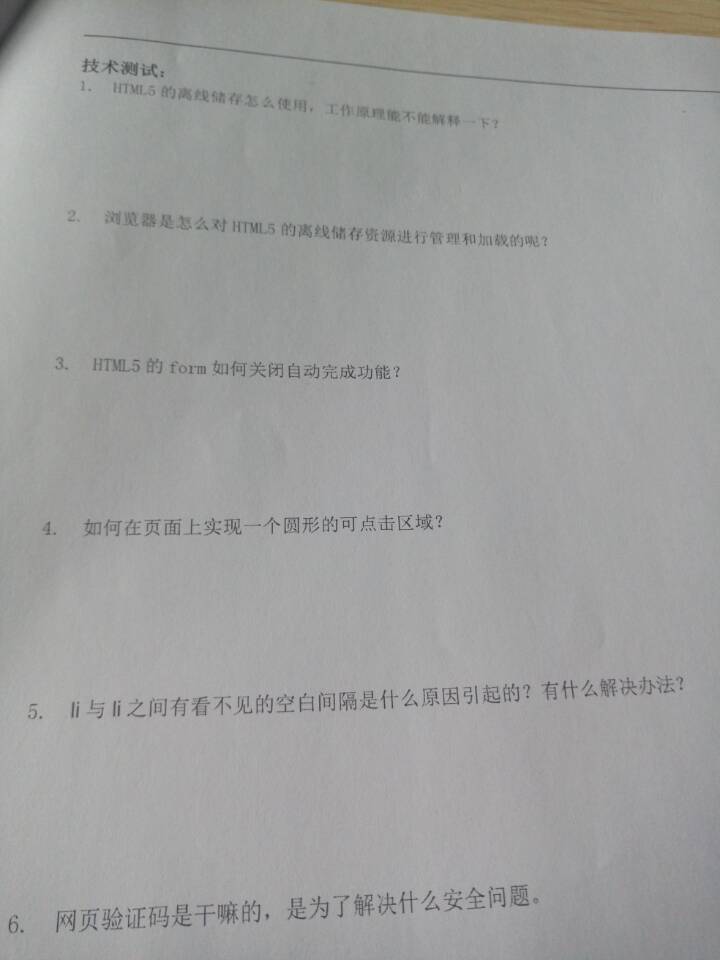 技术测试：
1. HTML5 的离线储存怎么使用，工作原理能不能解释一下？
2. 浏览器是怎么对 HTML5 的离线储存资源进行管理和加载的呢？
3. HTML5 的 form 如何关闭自动完成功能？
4. 如何在页面上实现一个圆形的可点击区域？
5. li 与 li 之间有看不见的空白间隔是什么原因引起的？有什么解决办法？
6. 网页验证码是干嘛的，是为了解决什么安全问题。